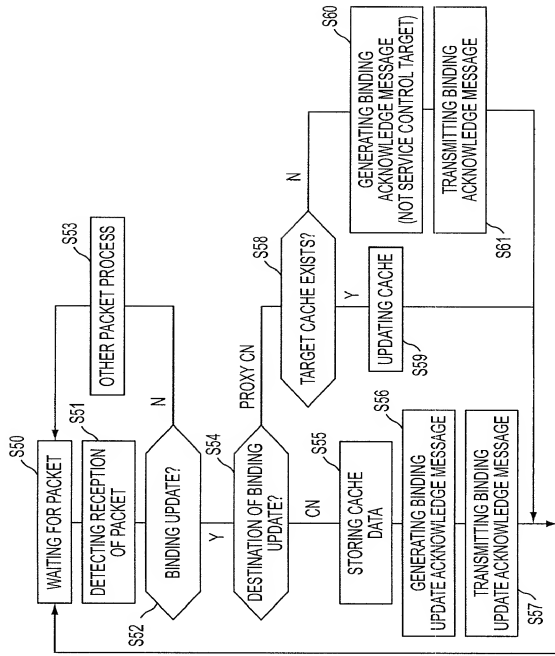 S50
WAITING FOR PACKET
S51
DETECTING RECEPTION
OF PACKET
S52
BINDING UPDATE?
N
S53
OTHER PACKET PROCESS
Y
S54
DESTINATION OF BINDING
UPDATE?
CN
PROXY CN
S55
STORING CACHE
DATA
S56
GENERATING BINDING
UPDATE ACKNOWLEDGE MESSAGE
TRANSMITTING BINDING
UPDATE ACKNOWLEDGE MESSAGE
S57
S58
TARGET CACHE EXISTS?
Y
N
UPDATING CACHE
S59
S60
GENERATING BINDING
ACKNOWLEDGE MESSAGE
(NOT SERVICE CONTROL TARGET)
TRANSMITTING BINDING
ACKNOWLEDGE MESSAGE
S61